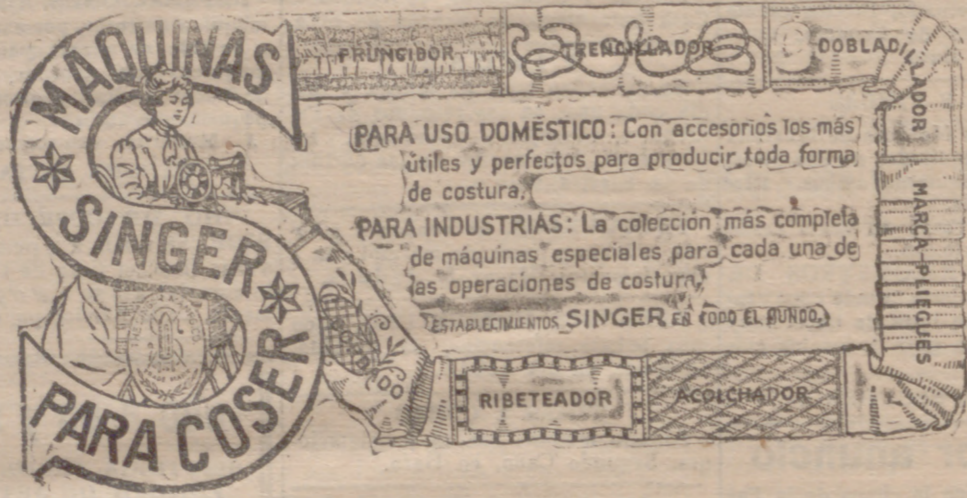 MÁQUINAS
SINGER
PARA COSER
FRUNCIDOR
TRENCILLADOR
DOBLADILLADOR
MARCA-PLIEGUES
PARA USO DOMÉSTICO: Con accesorios los más
útiles y perfectos para producir toda forma
de costura,
PARA INDUSTRIAS: La colección más completa
de máquinas especiales para cada una de
las operaciones de costura,
ESTABLECIMIENTOS SINGER EN TODO EL MUNDO.
RIBETEADOR
ACOLCHADOR